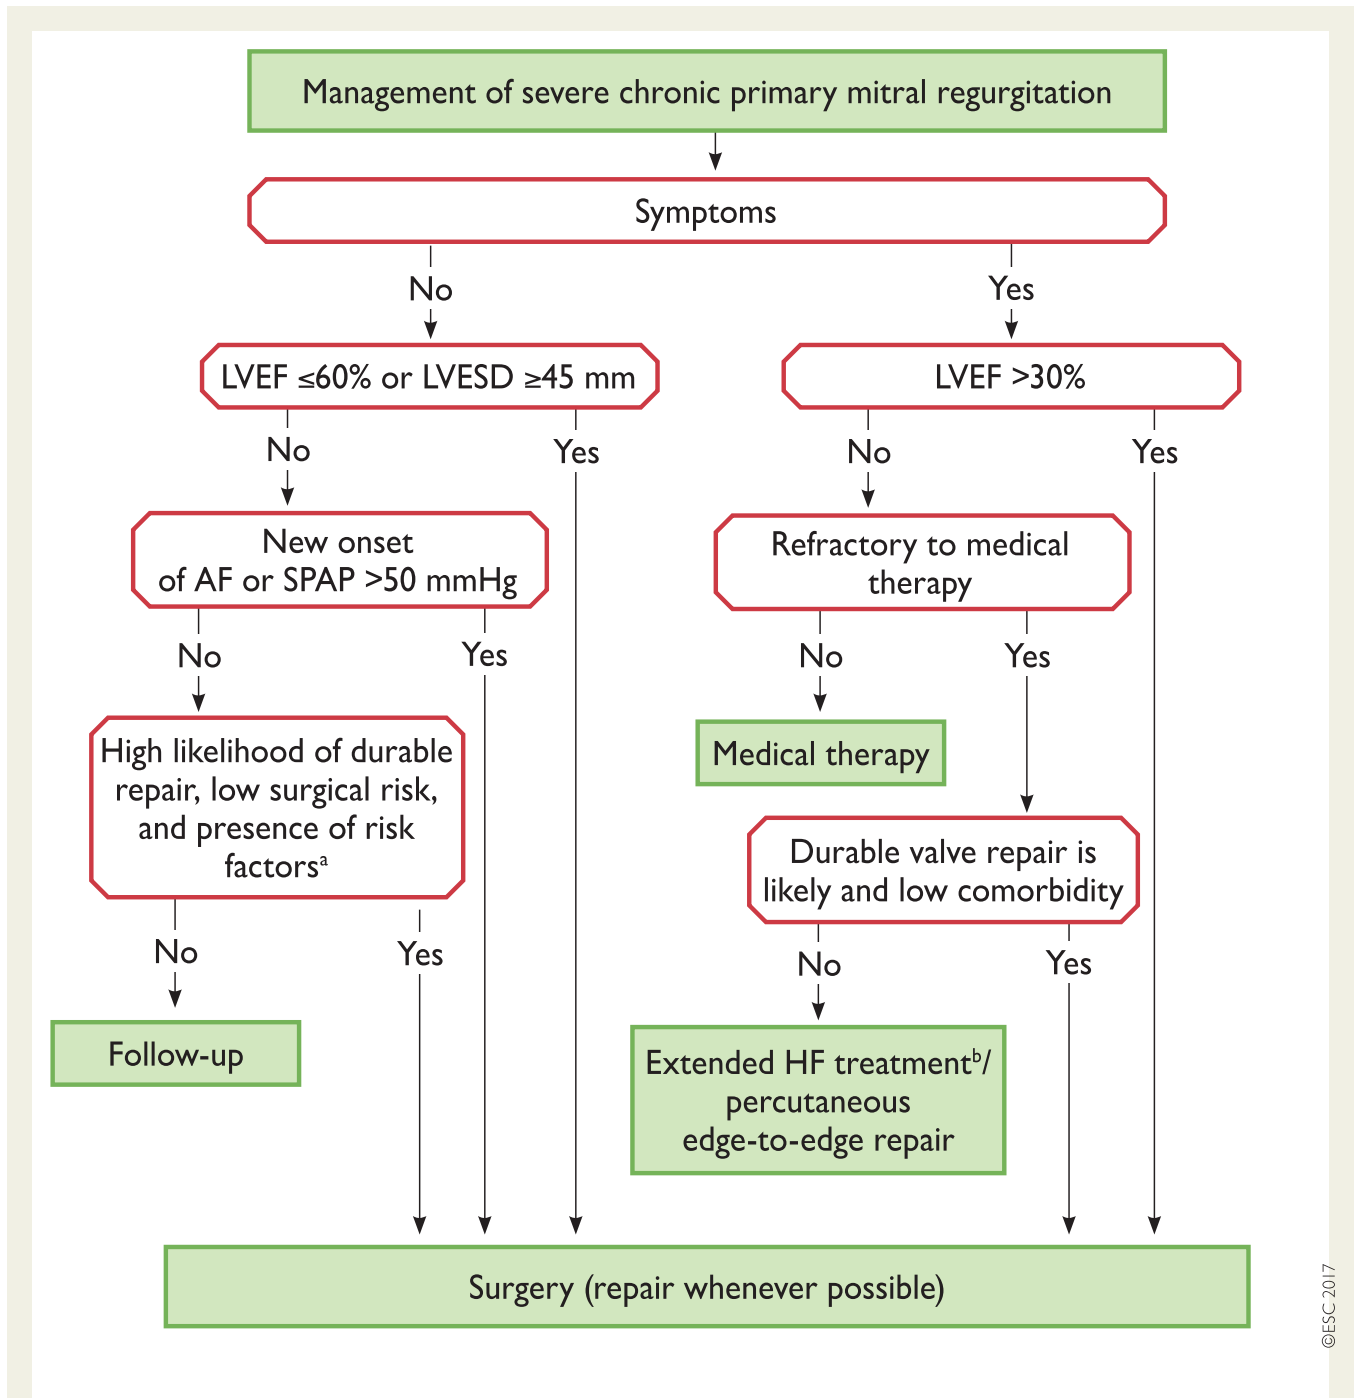 Management of severe chronic primary mitral regurgitation
Symptoms
No
Yes
LVEF ≤60% or LVESD ≥45 mm
LVEF >30%
No
Yes
No
Yes
New onset
of AF or SPAP >50 mmHg
Refractory to medical
therapy
No
Yes
No
Yes
High likelihood of durable
repair, low surgical risk,
and presence of risk
factorsᵃ
Medical therapy
Durable valve repair is
likely and low comorbidity
No
Yes
No
Yes
Follow-up
Extended HF treatmentᵇ/
percutaneous
edge-to-edge repair
Surgery (repair whenever possible)
©ESC 2017